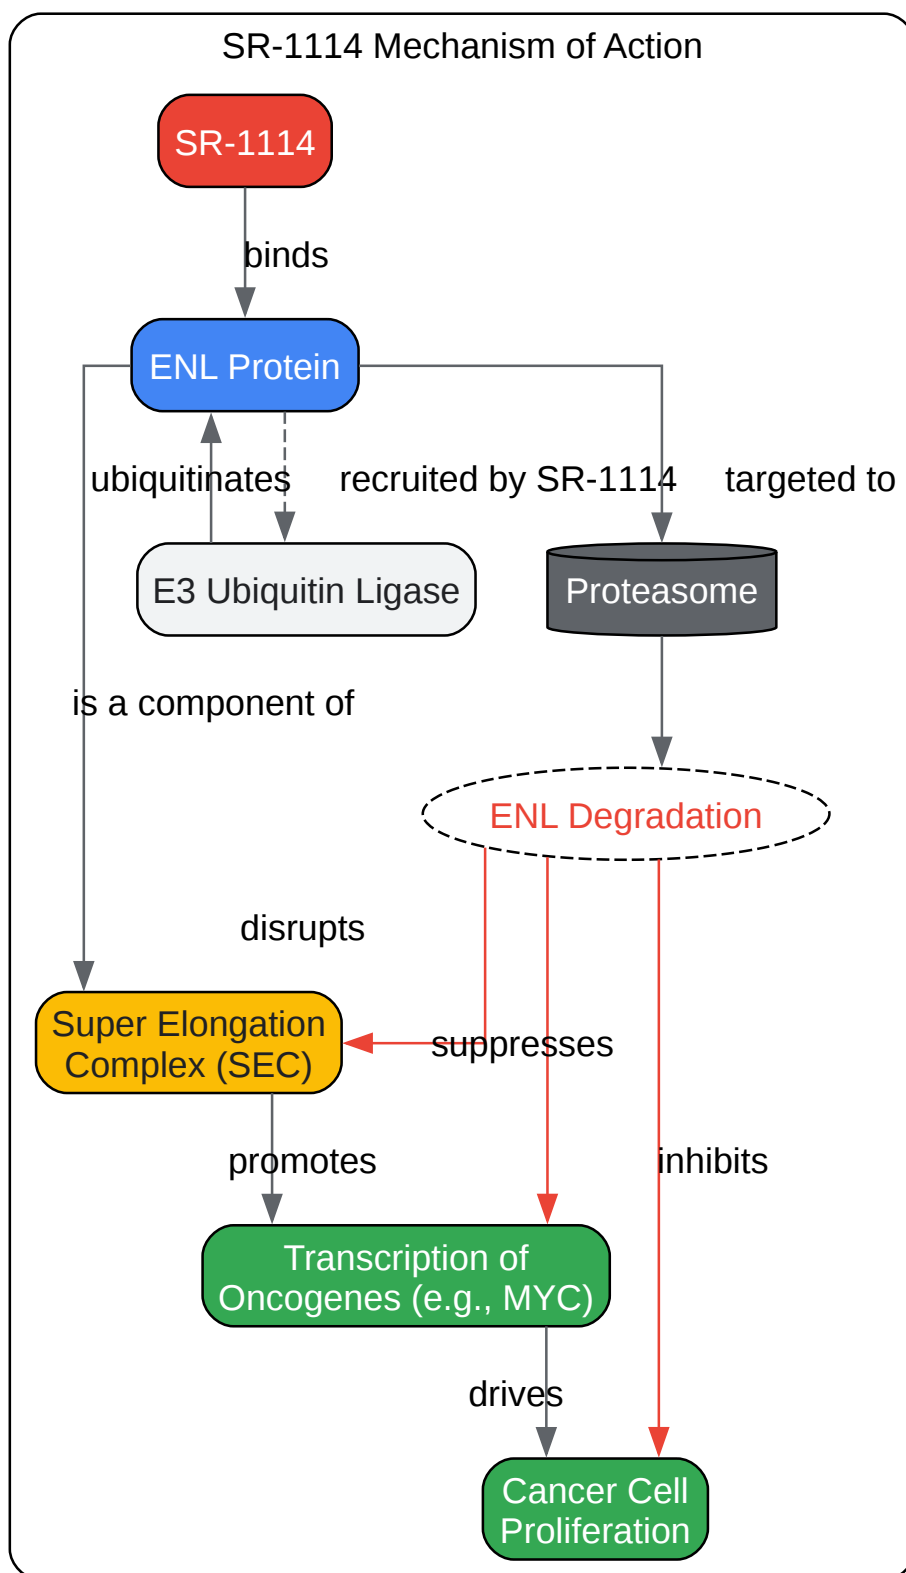 SR-1114 Mechanism of Action
SR-1114
binds
ENL Protein
ubiquitinates
recruited by SR-1114
targeted to
E3 Ubiquitin Ligase
Proteasome
is a component of
ENL Degradation
disrupts
Super Elongation
Complex (SEC)
suppresses
promotes
inhibits
Transcription of
Oncogenes (e.g., MYC)
drives
Cancer Cell
Proliferation